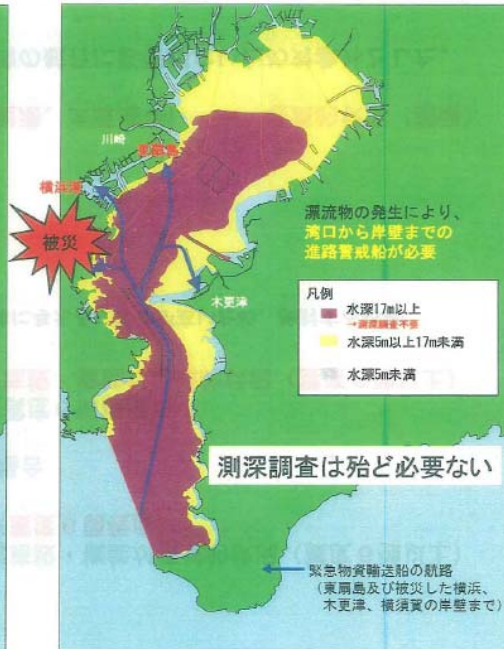 川崎
東扇島
横浜港
被災
木更津
漂流物の発生により、
湾口から岸壁までの
進路警戒船が必要
凡例
水深17m以上
→測深調査不要
水深5m以上17m未満
水深5m未満
測深調査は殆ど必要ない
緊急物資輸送船の航路
(東扇島及び被災した横浜、
木更津、横須賀の岸壁まで)